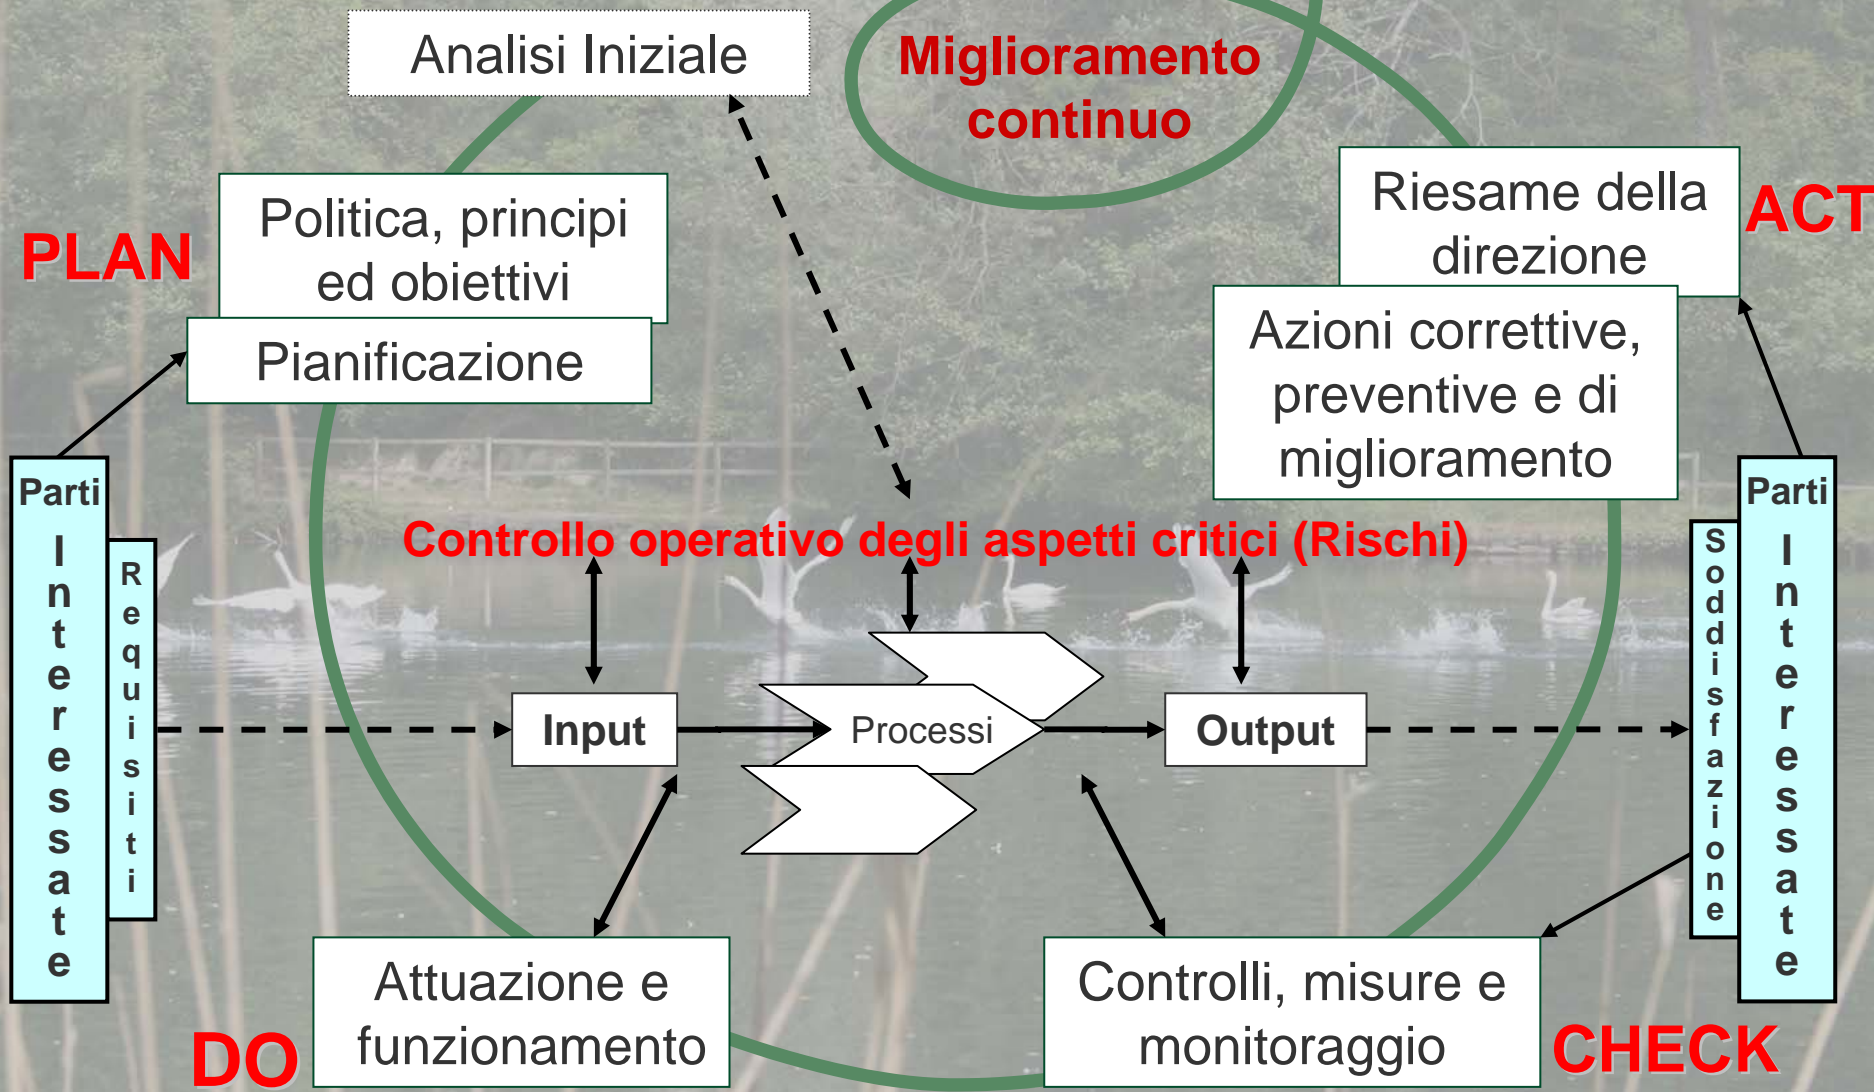 Analisi Iniziale
Miglioramento
continuo
Politica, principi
ed obiettivi
PLAN
Pianificazione
Riesame della
direzione
ACT
Azioni correttive,
preventive e di
miglioramento
Parti
Interessate
Requisiti
Controllo operativo degli aspetti critici (Rischi)
Input
Processi
Output
Soddisfazione
Parti
Interessate
Attuazione e
funzionamento
DO
Controlli, misure e
monitoraggio
CHECK